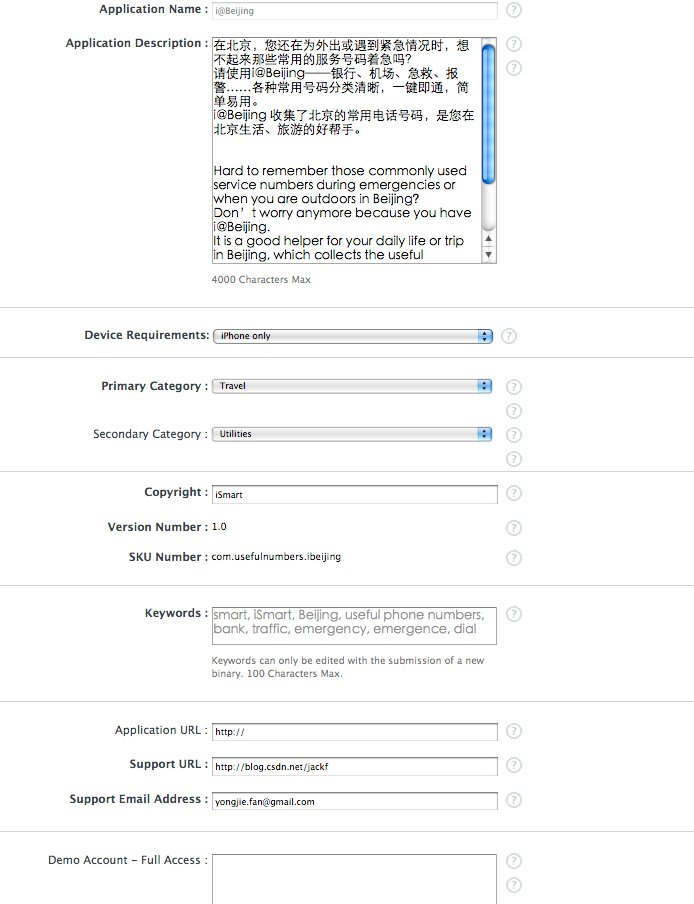 Application Name : i@Beijing ?
Application Description : ?
在北京，您还在为外出或遇到紧急情况时，想
不起来那些常用的服务号码着急吗?
请使用i@Beijing——银行、机场、急救、报
警……各种常用号码分类清晰，一键即通，简
单易用。
i@Beijing 收集了北京的常用电话号码，是您在
北京生活、旅游的好帮手。
Hard to remember those commonly used
service numbers during emergencies or
when you are outdoors in Beijing?
Don’t worry anymore because you have
i@Beijing.
It is a good helper for your daily life or trip
in Beijing, which collects the useful
?
4000 Characters Max
Device Requirements: iPhone only ?
Primary Category : Travel ?
?
Secondary Category : Utilities ?
?
Copyright : iSmart ?
Version Number : 1.0 ?
SKU Number : com.usefulnumbers.ibeijing ?
Keywords : smart, iSmart, Beijing, useful phone numbers, ?
bank, traffic, emergency, emergence, dial
Keywords can only be edited with the submission of a new
binary. 100 Characters Max.
Application URL : http:// ?
Support URL : http://blog.csdn.net/jackf ?
Support Email Address : yongjie.fan@gmail.com ?
Demo Account – Full Access : ?
?